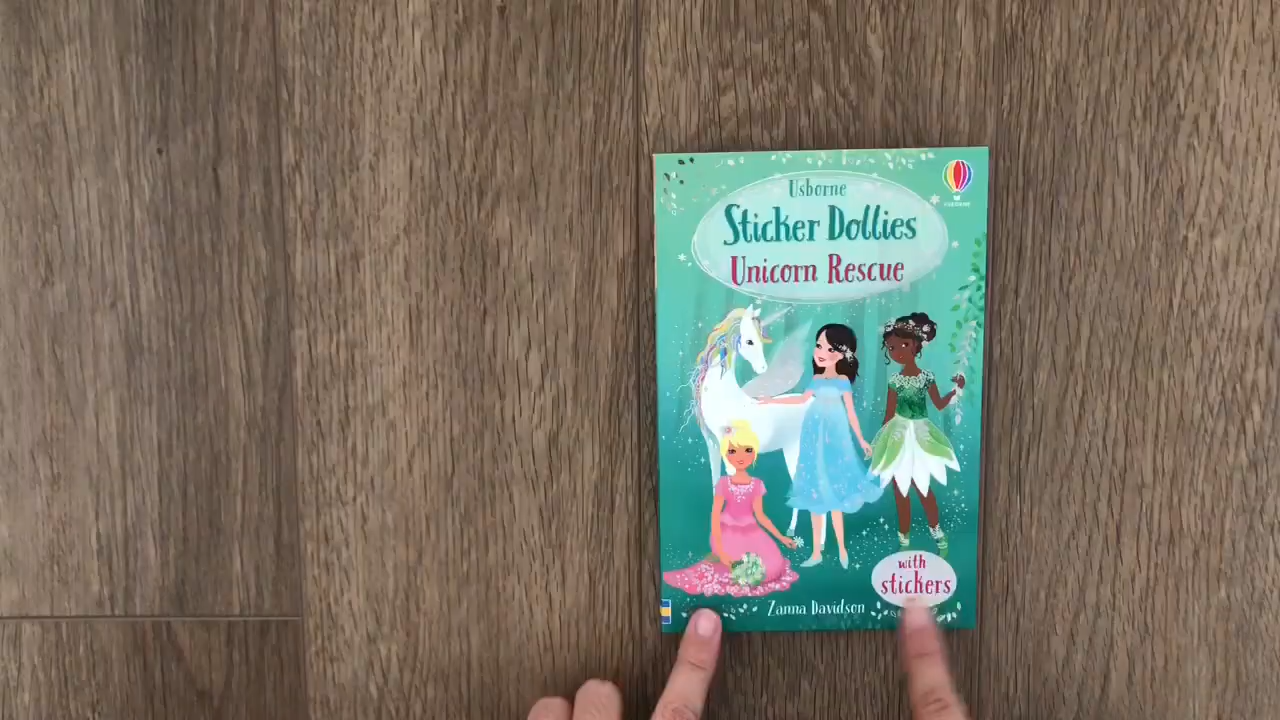 Usborne
Sticker Dollies
Unicorn Rescue
with
stickers
Zanna Davidson